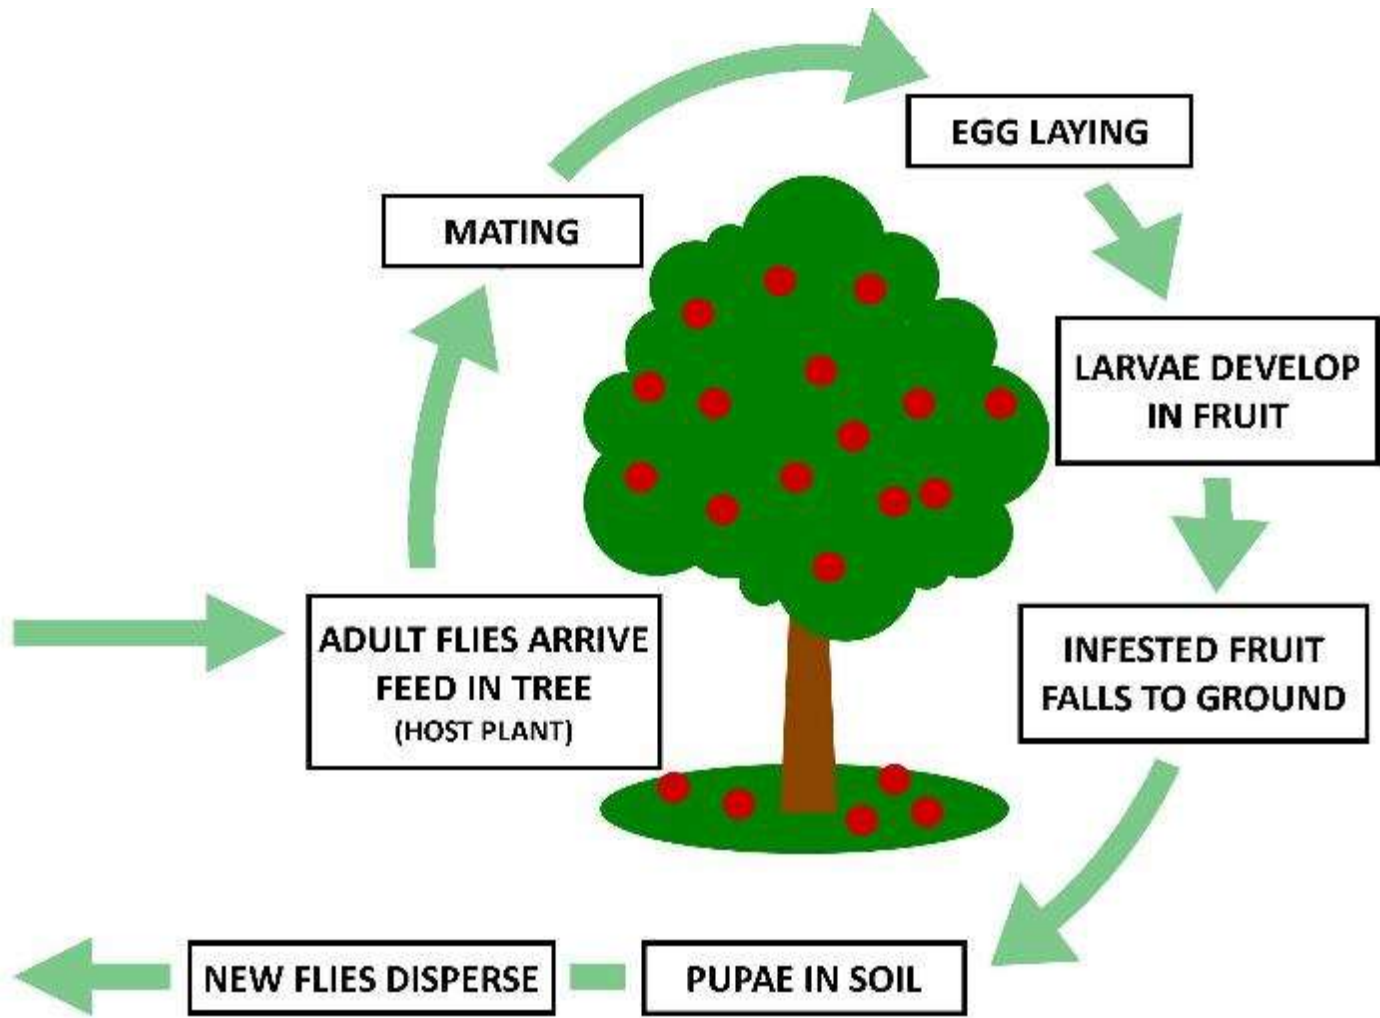 EGG LAYING
MATING
LARVAE DEVELOP
IN FRUIT
ADULT FLIES ARRIVE
FEED IN TREE
(HOST PLANT)
INFESTED FRUIT
FALLS TO GROUND
NEW FLIES DISPERSE
PUPAE IN SOIL